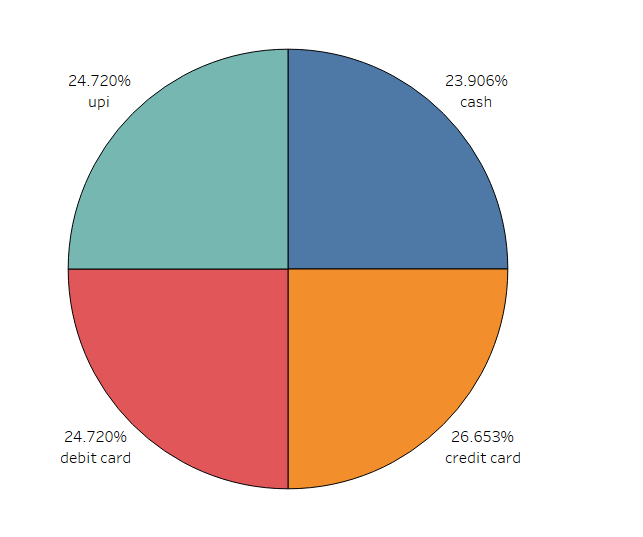 24.720%
upi
23.906%
cash
24.720%
debit card
26.653%
credit card